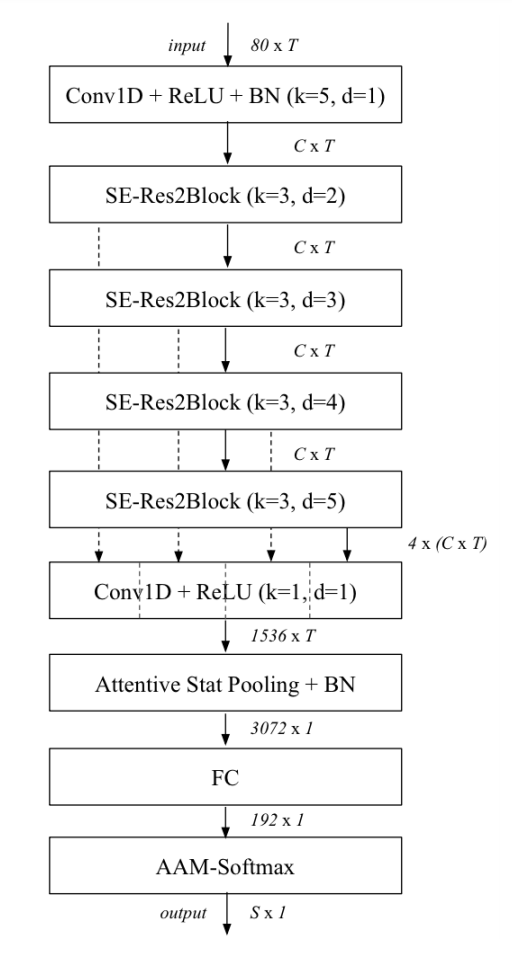 input 80 x T
Conv1D + ReLU + BN (k=5, d=1)
C x T
SE-Res2Block (k=3, d=2)
C x T
SE-Res2Block (k=3, d=3)
C x T
SE-Res2Block (k=3, d=4)
C x T
SE-Res2Block (k=3, d=5)
4 x (C x T)
Conv1D + ReLU (k=1, d=1)
1536 x T
Attentive Stat Pooling + BN
3072 x 1
FC
192 x 1
AAM-Softmax
output S x 1